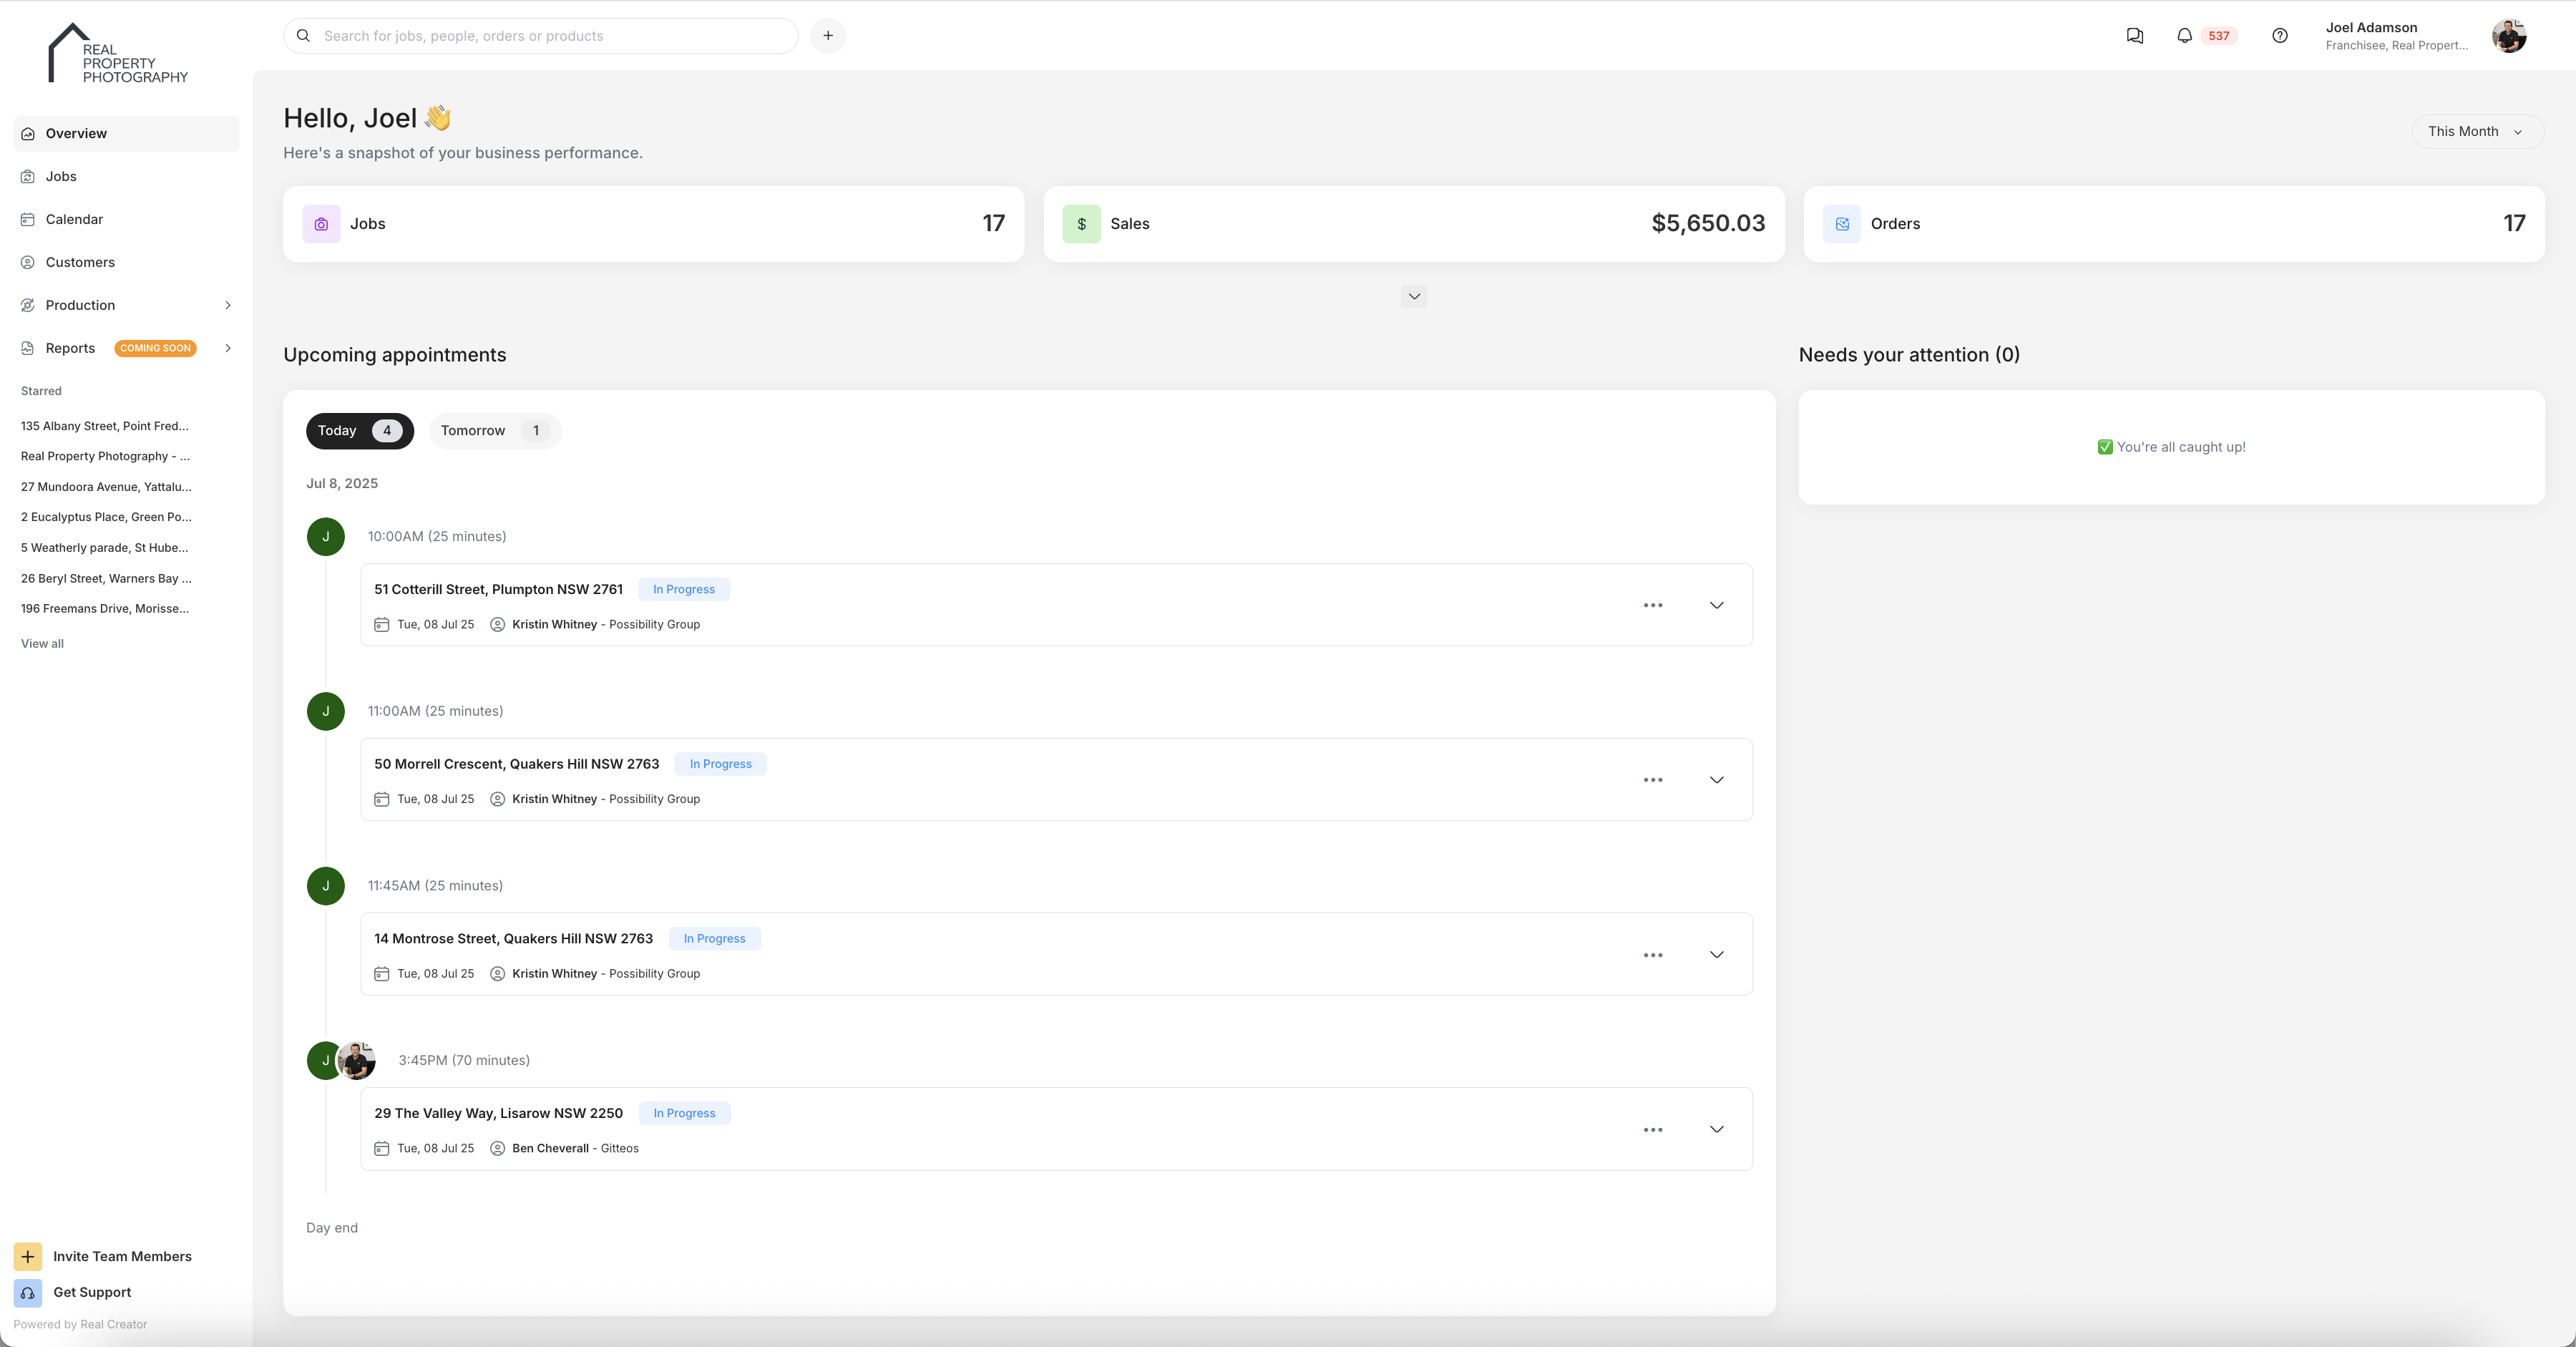 REAL
PROPERTY
PHOTOGRAPHY
Search for jobs, people, orders or products
537
Joel Adamson
Franchisee, Real Propert...
Overview
Jobs
Calendar
Customers
Production
Reports COMING SOON
Starred
135 Albany Street, Point Fred...
Real Property Photography - ...
27 Mundoora Avenue, Yattalu...
2 Eucalyptus Place, Green Po...
5 Weatherly parade, St Hube...
26 Beryl Street, Warners Bay ...
196 Freemans Drive, Morisse...
View all
Invite Team Members
Get Support
Powered by Real Creator
Hello, Joel 👋
Here's a snapshot of your business performance.
This Month
Jobs 17
$ Sales $5,650.03
Orders 17
Upcoming appointments
Today 4 Tomorrow 1
Jul 8, 2025
J 10:00AM (25 minutes)
51 Cotterill Street, Plumpton NSW 2761 In Progress
Tue, 08 Jul 25 Kristin Whitney - Possibility Group
J 11:00AM (25 minutes)
50 Morrell Crescent, Quakers Hill NSW 2763 In Progress
Tue, 08 Jul 25 Kristin Whitney - Possibility Group
J 11:45AM (25 minutes)
14 Montrose Street, Quakers Hill NSW 2763 In Progress
Tue, 08 Jul 25 Kristin Whitney - Possibility Group
J 3:45PM (70 minutes)
29 The Valley Way, Lisarow NSW 2250 In Progress
Tue, 08 Jul 25 Ben Cheverall - Gitteos
Day end
Needs your attention (0)
✅ You're all caught up!